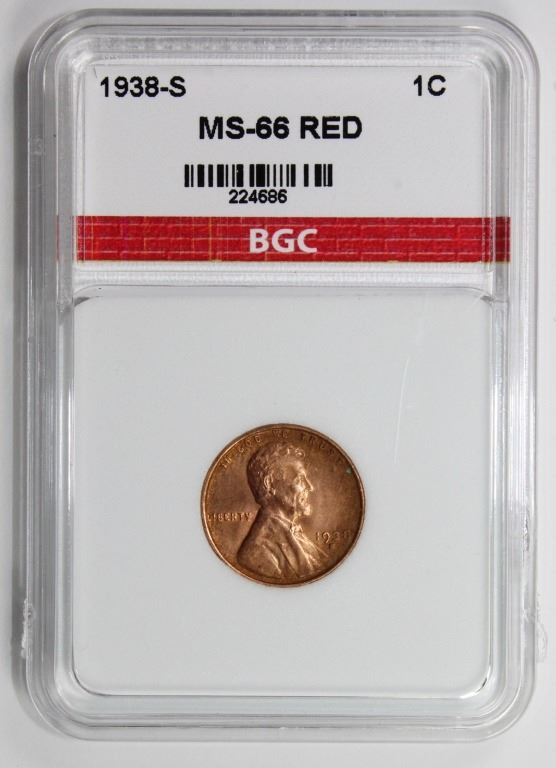 1938-S 1C
MS-66 RED
224686
BGC
IN GOD WE TRUST
LIBERTY
1938
S